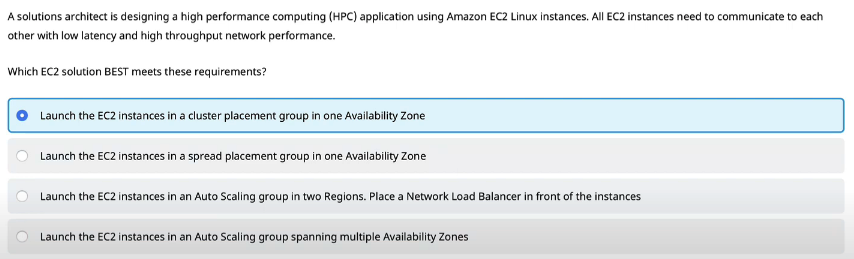 A solutions architect is designing a high performance computing (HPC) application using Amazon EC2 Linux instances. All EC2 instances need to communicate to each
other with low latency and high throughput network performance.
Which EC2 solution BEST meets these requirements?
Launch the EC2 instances in a cluster placement group in one Availability Zone
Launch the EC2 instances in a spread placement group in one Availability Zone
Launch the EC2 instances in an Auto Scaling group in two Regions. Place a Network Load Balancer in front of the instances
Launch the EC2 instances in an Auto Scaling group spanning multiple Availability Zones